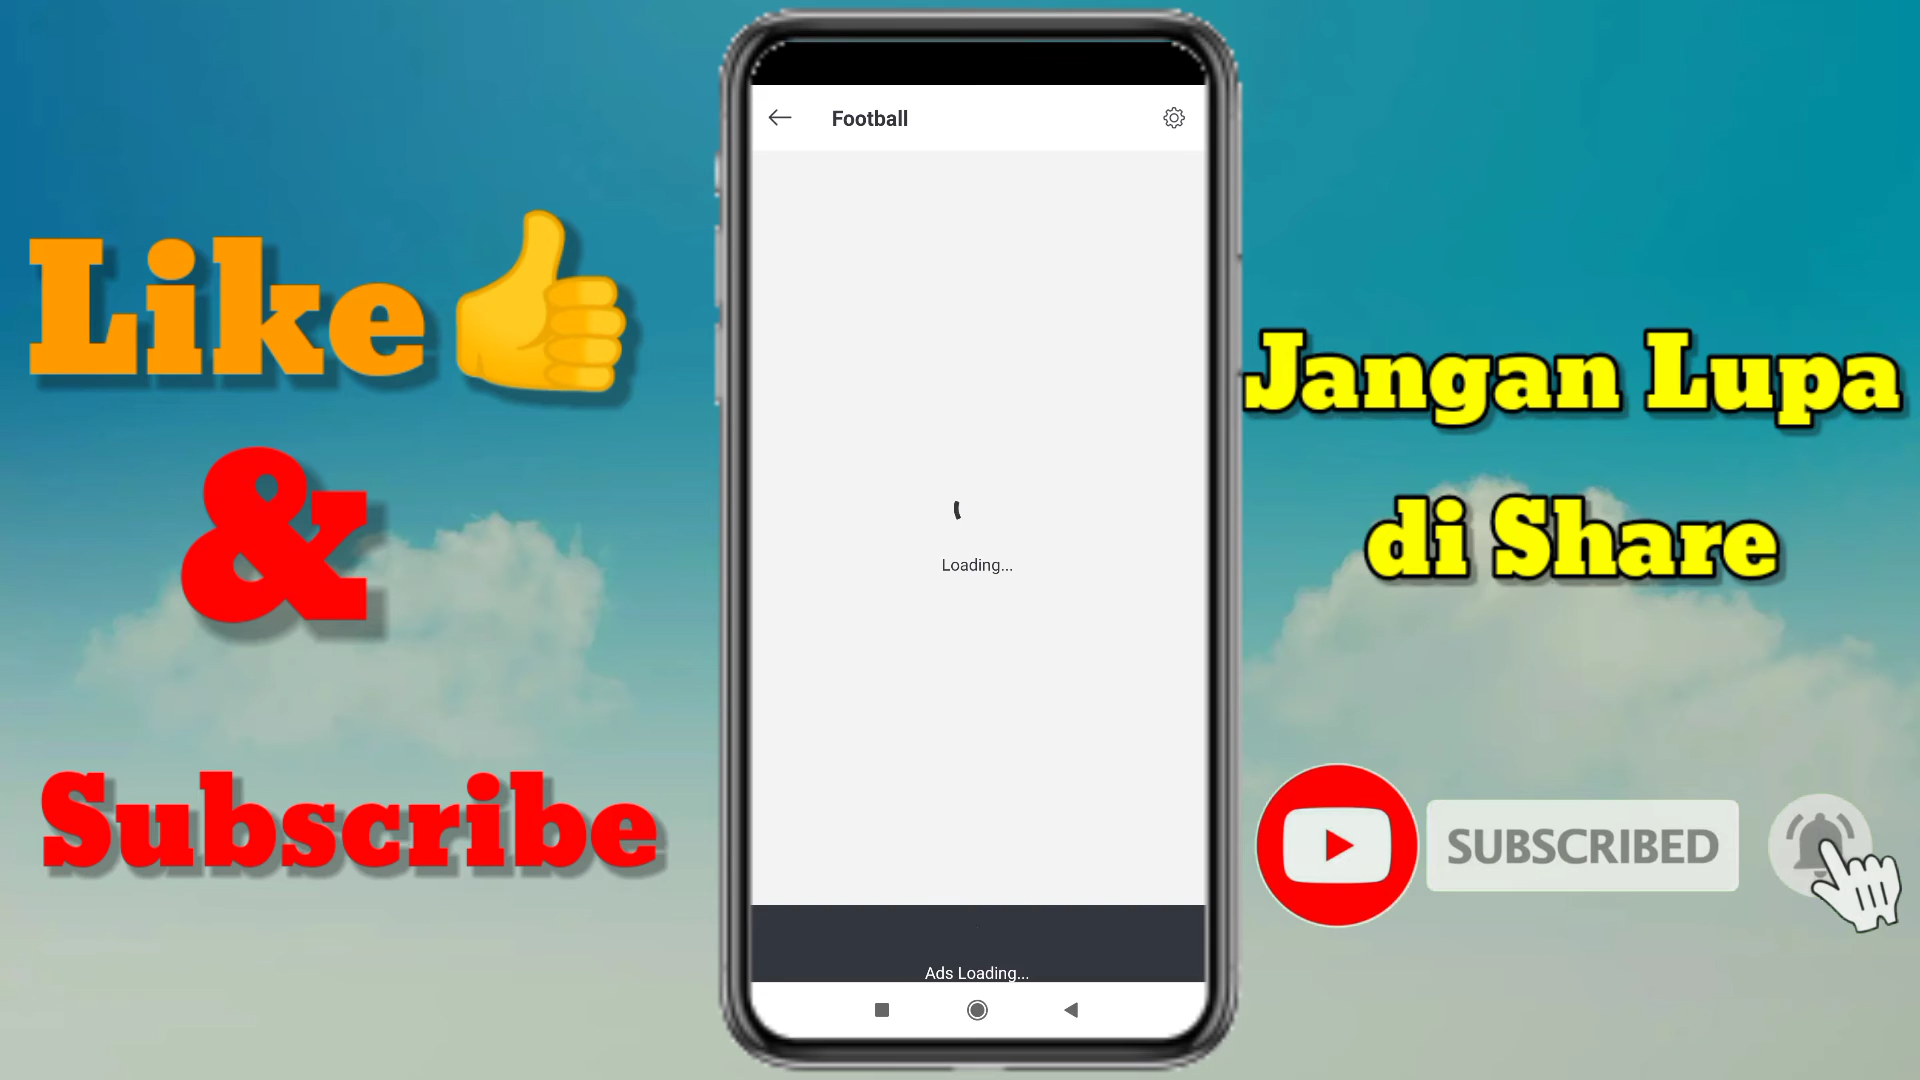 Football
Like
&
Subscribe
Loading...
Ads Loading...
Jangan Lupa
di Share
SUBSCRIBED